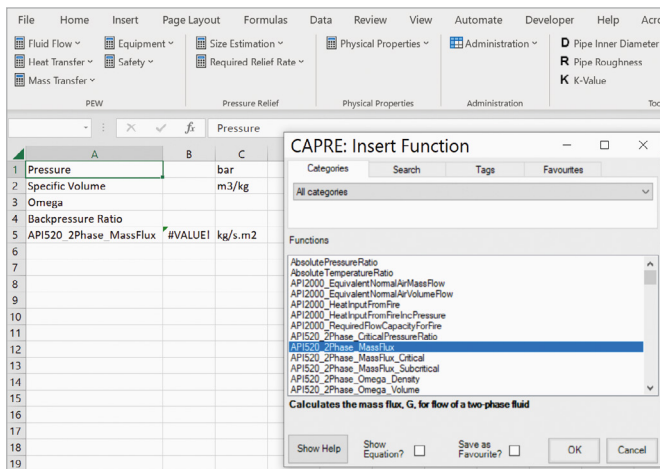 File Home Insert Page Layout Formulas Data Review View Automate Developer Help Acro
Fluid Flow Equipment Size Estimation Physical Properties Administration D Pipe Inner Diameter
Heat Transfer Safety Required Relief Rate R Pipe Roughness
Mass Transfer K K-Value
PEW Pressure Relief Physical Properties Administration Too
fx Pressure
A B C
1 Pressure bar
2 Specific Volume m3/kg
3 Omega
4 Backpressure Ratio
5 API520_2Phase_MassFlux #VALUE! kg/s.m2
6
7
8
9
10
11
12
13
14
15
16
17
18
19
CAPRE: Insert Function
Categories Search Tags Favourites
All categories
Functions
AbsolutePressureRatio
AbsoluteTemperatureRatio
API2000_EquivalentNormalAirMassFlow
API2000_EquivalentNormalAirVolumeFlow
API2000_HeatInputFromFire
API2000_HeatInputFromFireIncPressure
API2000_RequiredFlowCapacityForFire
API520_2Phase_CriticalPressureRatio
API520_2Phase_MassFlux
API520_2Phase_MassFlux_Critical
API520_2Phase_MassFlux_Subcritical
API520_2Phase_Omega_Density
API520_2Phase_Omega_Volume
Calculates the mass flux, G, for flow of a two-phase fluid
Show Help Show Equation? Save as Favourite? OK Cancel